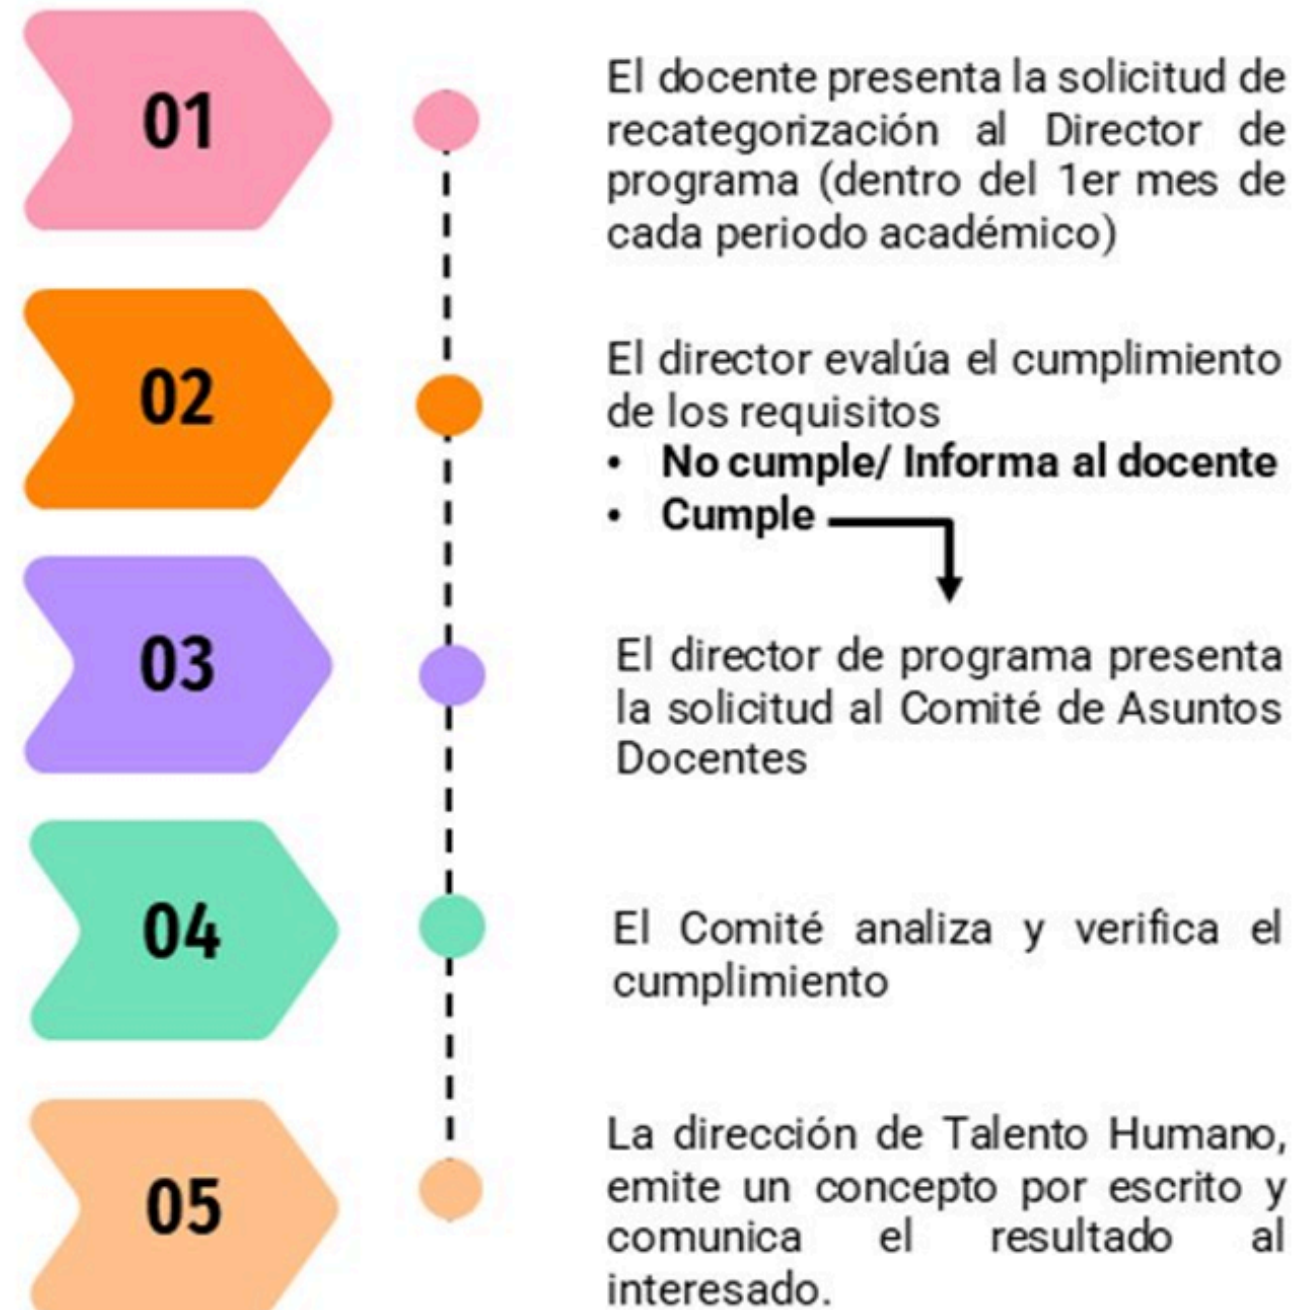 01
El docente presenta la solicitud de
recategorización al Director de
programa (dentro del 1er mes de
cada periodo académico)
02
El director evalúa el cumplimiento
de los requisitos
• No cumple/ Informa al docente
• Cumple
03
El director de programa presenta
la solicitud al Comité de Asuntos
Docentes
04
El Comité analiza y verifica el
cumplimiento
05
La dirección de Talento Humano,
emite un concepto por escrito y
comunica el resultado al
interesado.